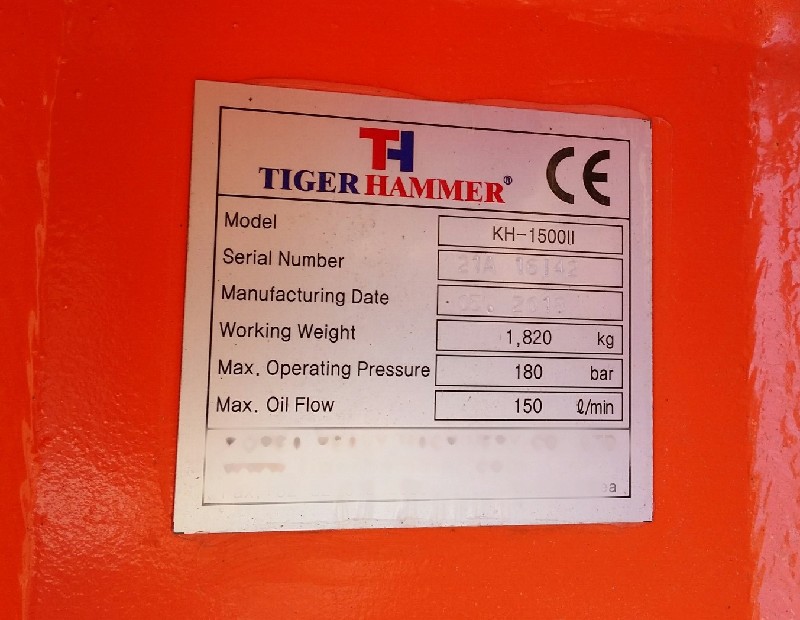 TH
TIGER HAMMER®
CE
Model KH-1500II
Serial Number
Manufacturing Date
Working Weight 1,820 kg
Max. Operating Pressure 180 bar
Max. Oil Flow 150 ℓ/min